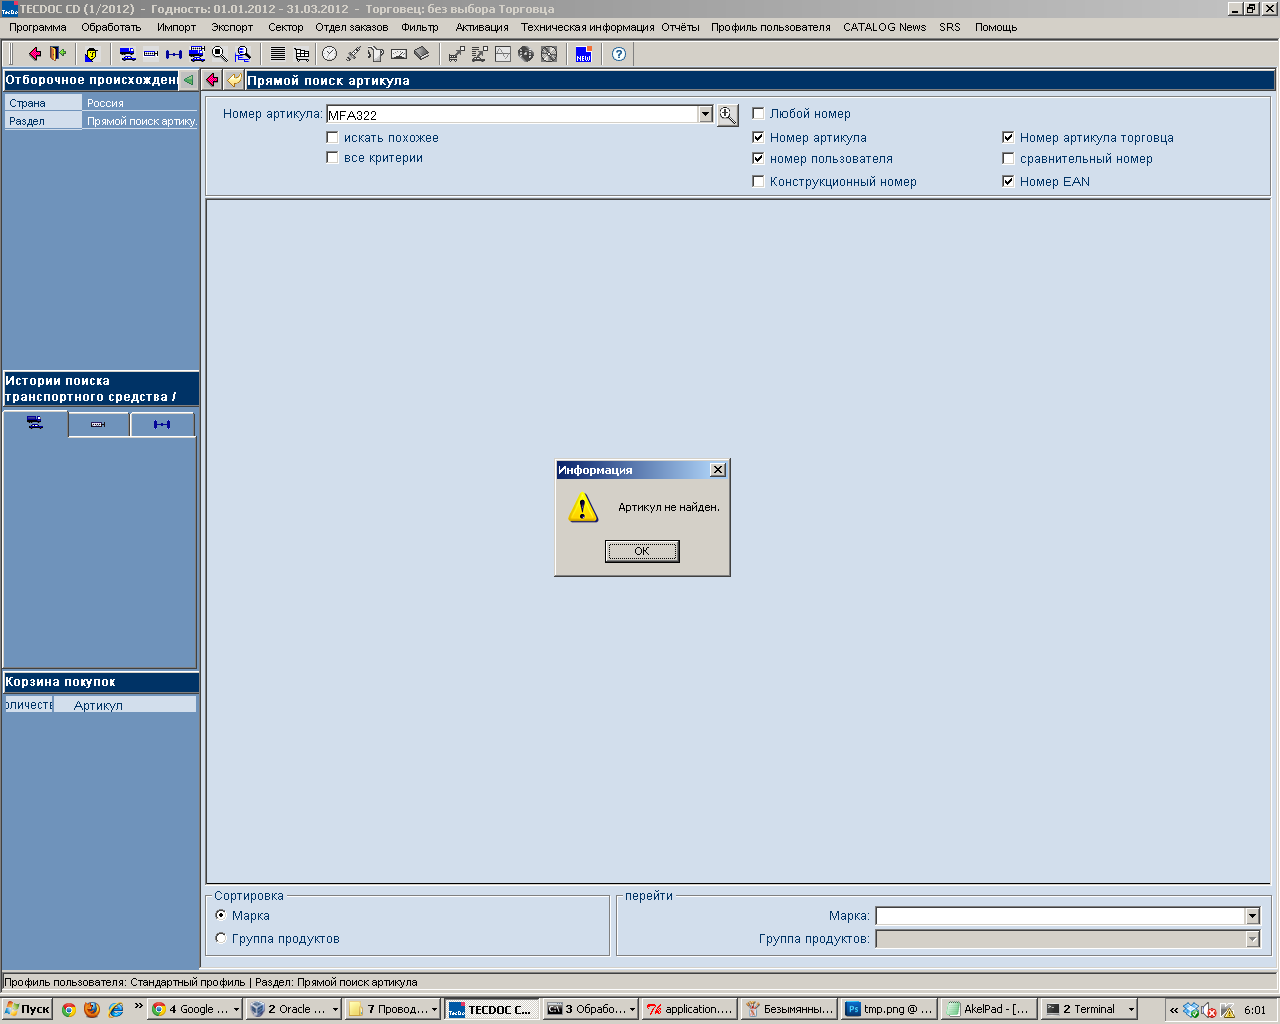 TECDOC CD (1/2012) - Годность: 01.01.2012 - 31.03.2012 - Торговец: без выбора Торговца
Программа Обработать Импорт Экспорт Сектор Отдел заказов Фильтр Активация Техническая информация Отчёты Профиль пользователя CATALOG News SRS Помощь
NEW
Отборочное происхожден
Прямой поиск артикула
Страна Россия
Раздел Прямой поиск артику.
Номер артикула: MFA322
искать похожее
все критерии
Любой номер
Номер артикула
Номер артикула торговца
номер пользователя
сравнительный номер
Конструкционный номер
Номер EAN
Истории поиска
транспортного средства /
Информация
Артикул не найден.
OK
Корзина покупок
оличеств Артикул
Сортировка
Марка
Группа продуктов
перейти
Марка:
Группа продуктов:
Профиль пользователя: Стандартный профиль | Раздел: Прямой поиск артикула
Пуск » 4 Google ... 2 Oracle ... 7 Провод... TECDOC C... 3 Обрабо... application.... Безымянны... tmp.png @ ... AkelPad - [... 2 Terminal « 6:01